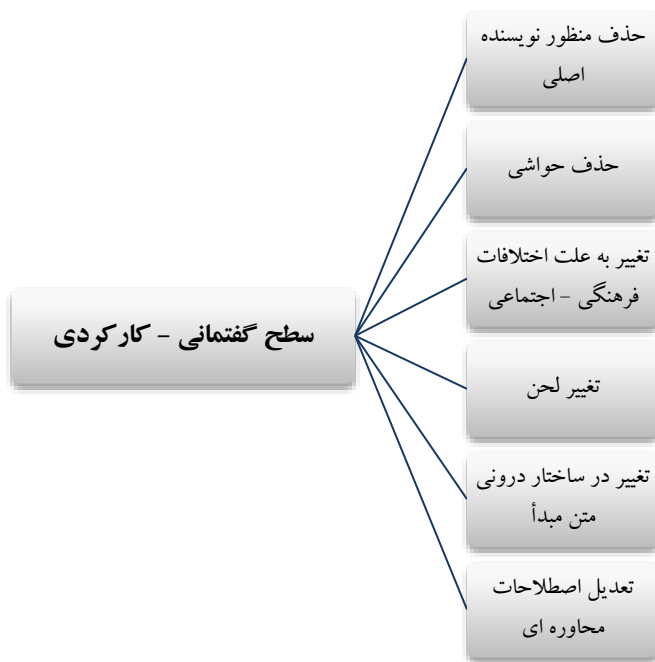 حذف منظور نویسنده
اصلی
حذف حواشی
تغییر به علت اختلافات
فرهنگی - اجتماعی
سطح گفتمانی - کارکردی
تغییر لحن
تغییر در ساختار درونی
متن مبدأ
تعدیل اصطلاحات
محاوره ای